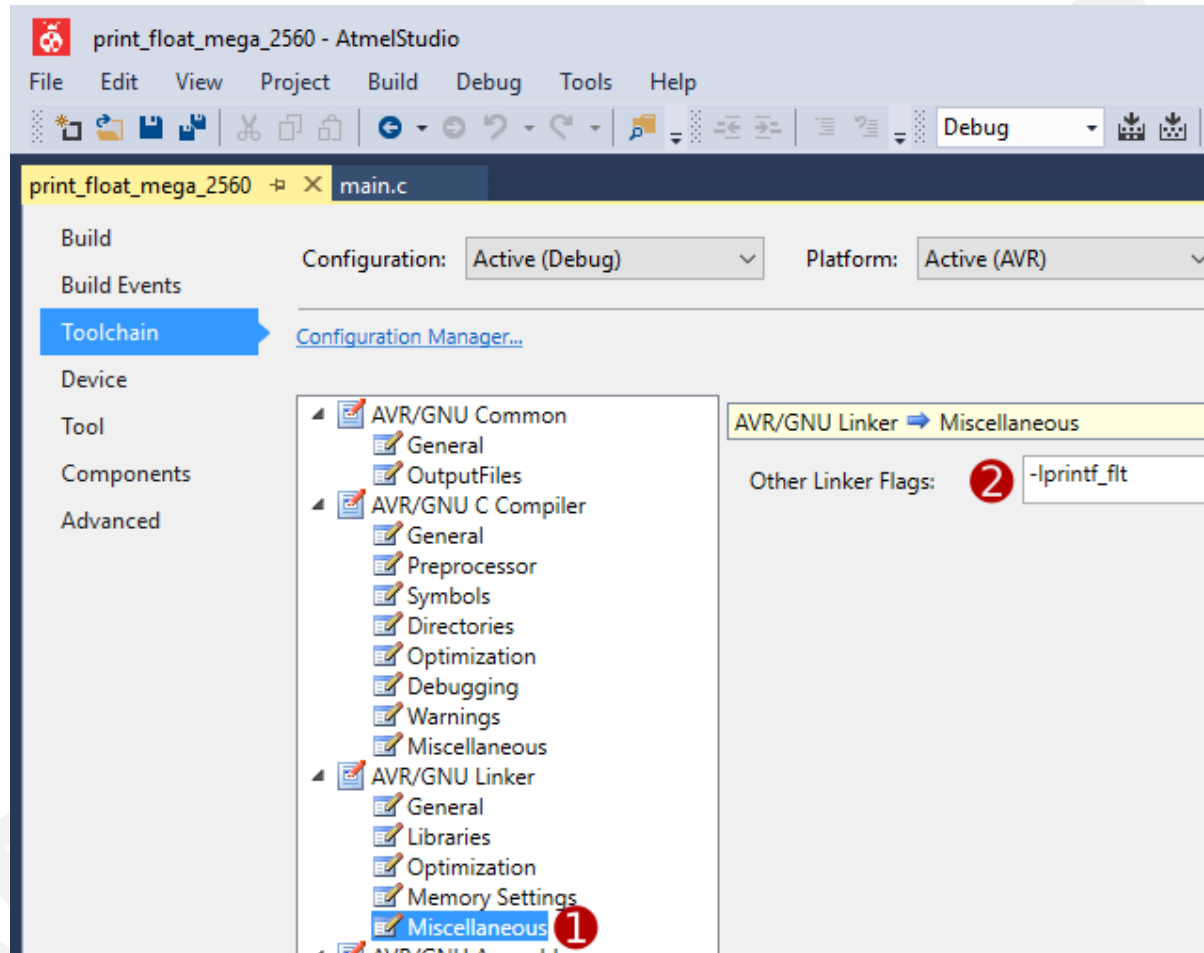 print_float_mega_2560 - AtmelStudio
File Edit View Project Build Debug Tools Help
Debug
print_float_mega_2560 main.c
Build
Build Events
Toolchain
Device
Tool
Components
Advanced
Configuration: Active (Debug) Platform: Active (AVR)
Configuration Manager...
AVR/GNU Common
General
OutputFiles
AVR/GNU C Compiler
General
Preprocessor
Symbols
Directories
Optimization
Debugging
Warnings
Miscellaneous
AVR/GNU Linker
General
Libraries
Optimization
Memory Settings
Miscellaneous 1
AVR/GNU Linker Miscellaneous
Other Linker Flags: 2 -lprintf_flt